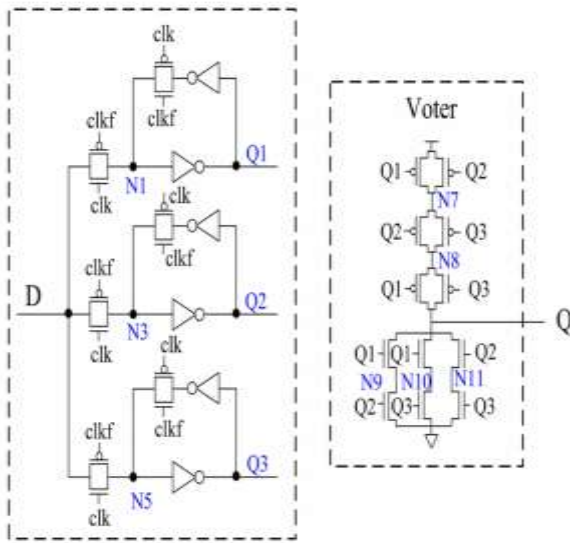 clk
clkf
clkf
N1
Q1
clk
clk
clkf
clkf
D
N3
Q2
clk
clk
clkf
clkf
N5
Q3
clk
Voter
Q1 Q2
N7
Q2 Q3
N8
Q1 Q3
Q
Q1 Q1 Q2
N9 N10 N11
Q2 Q3 Q3